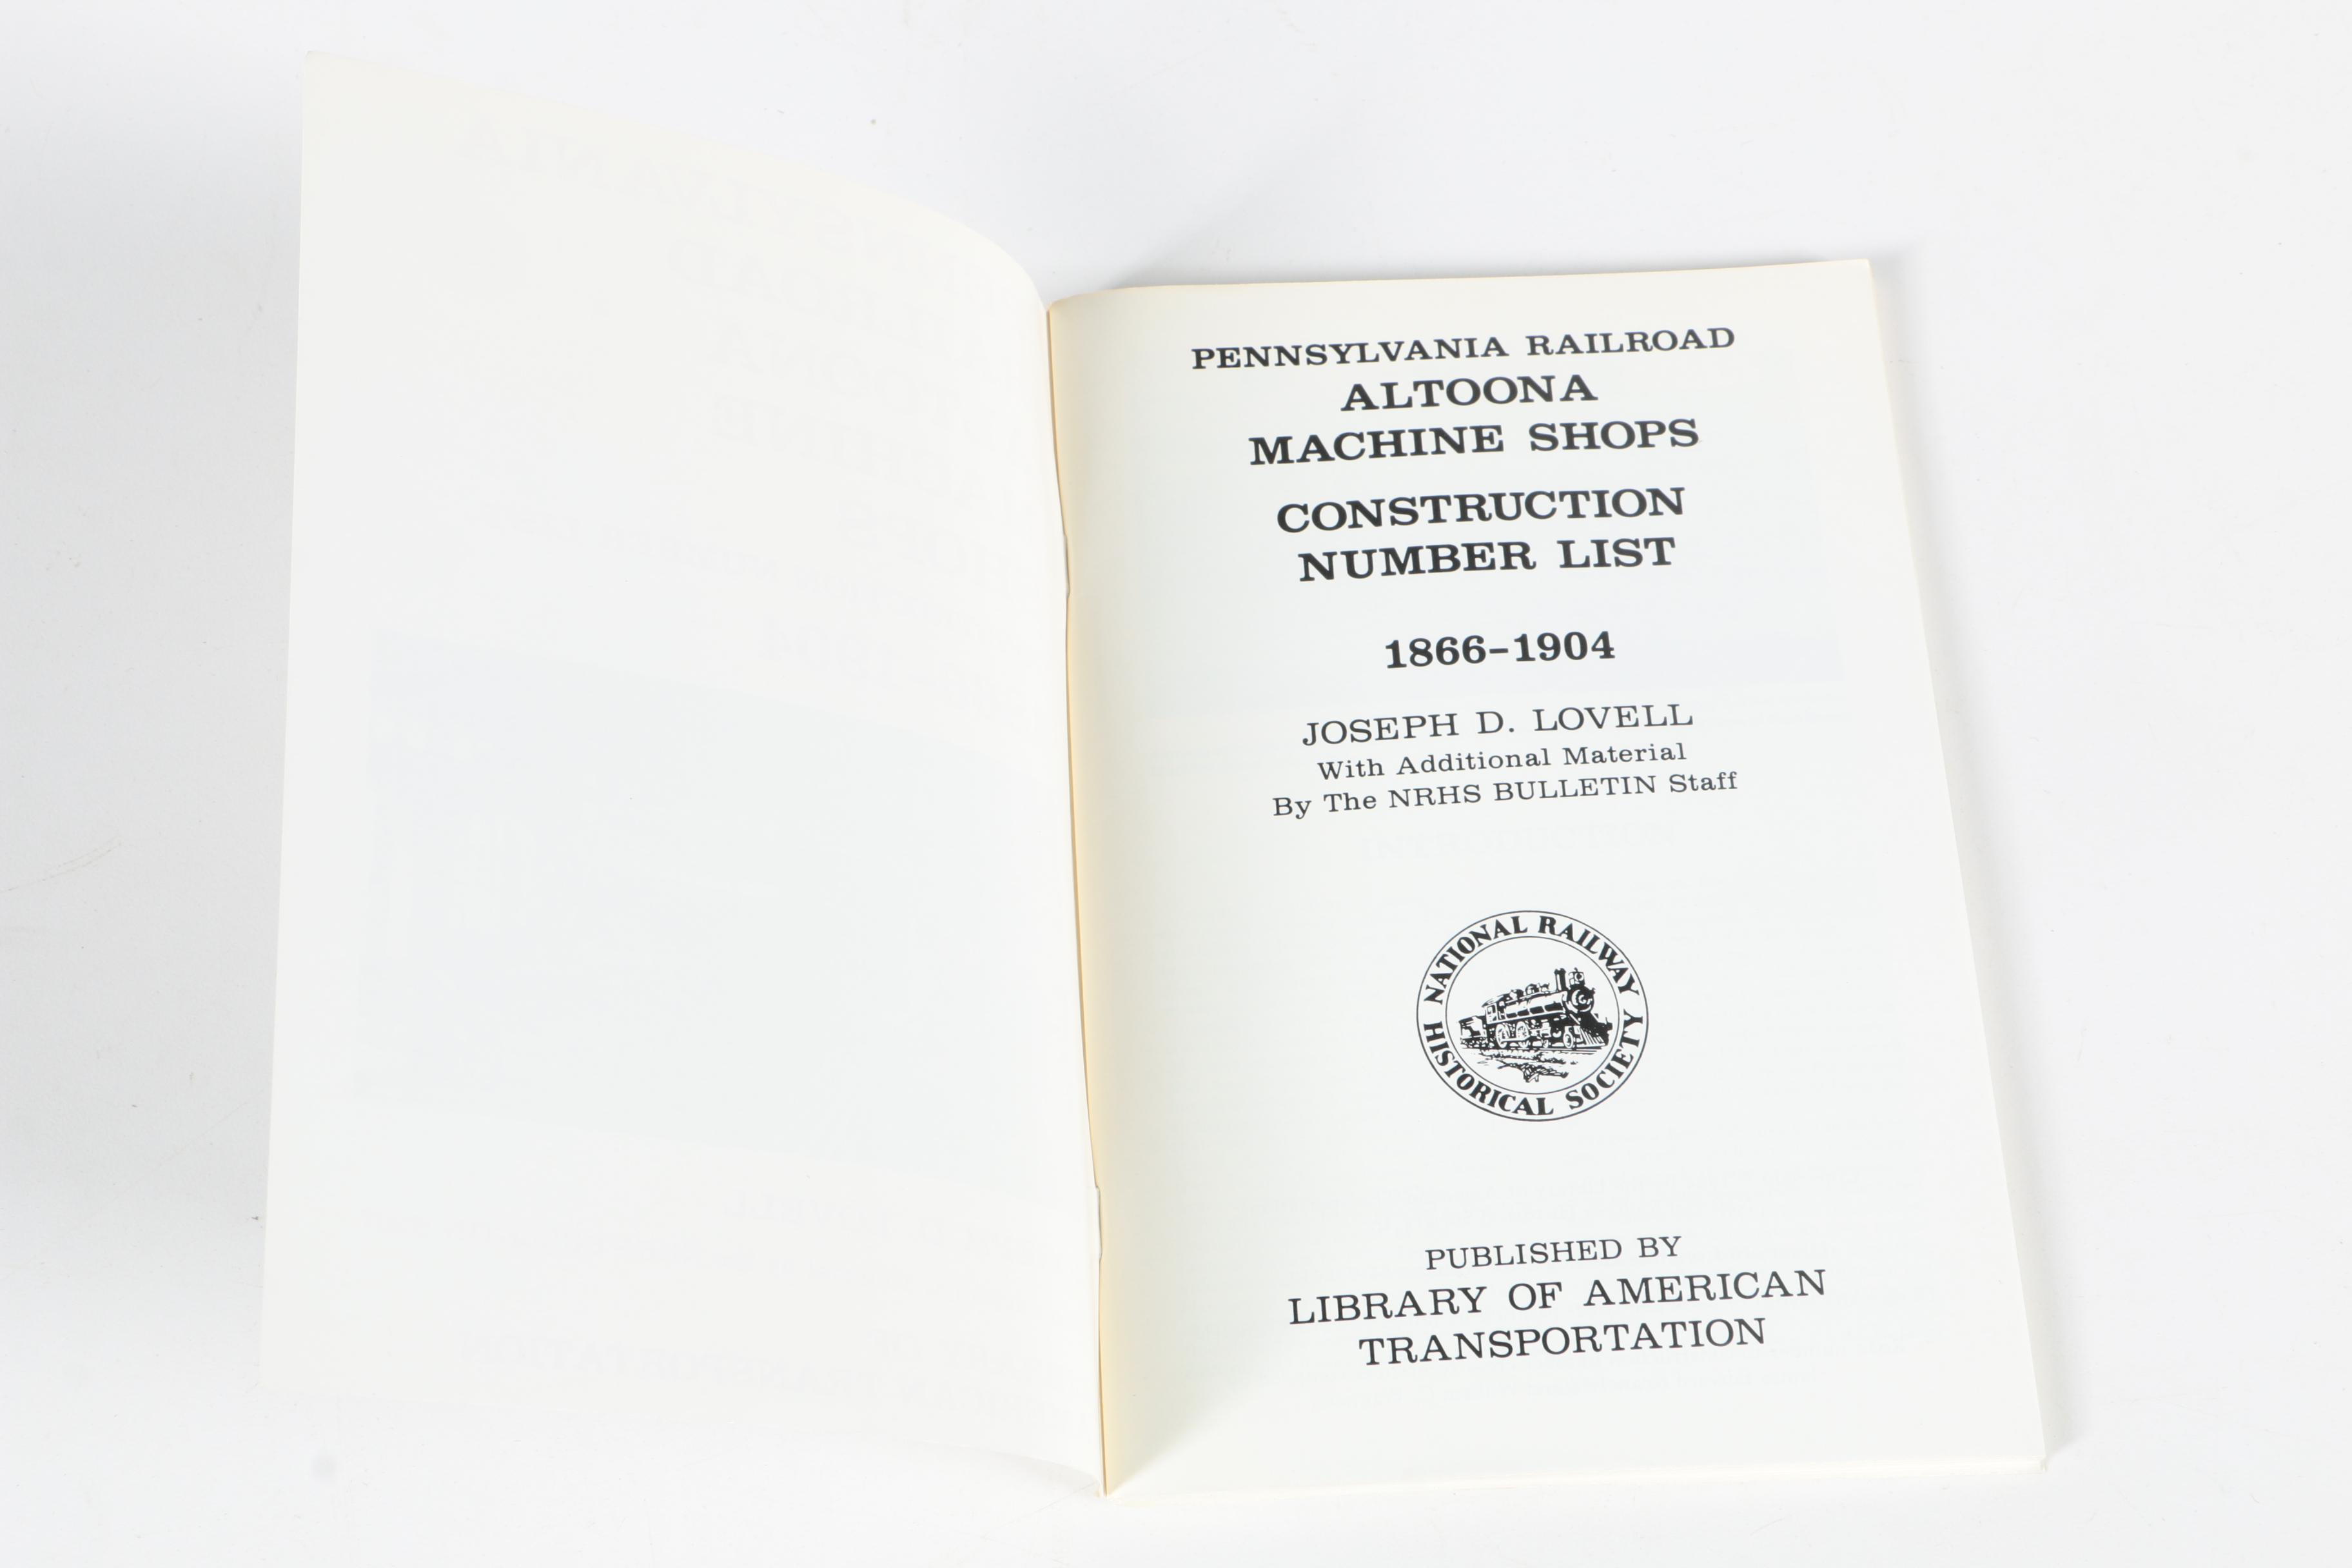 PENNSYLVANIA RAILROAD
ALTOONA
MACHINE SHOPS
CONSTRUCTION
NUMBER LIST
1866-1904
JOSEPH D. LOVELL
With Additional Material
By The NRHS BULLETIN Staff
NATIONAL RAILWAY
HISTORICAL SOCIETY
PUBLISHED BY
LIBRARY OF AMERICAN
TRANSPORTATION